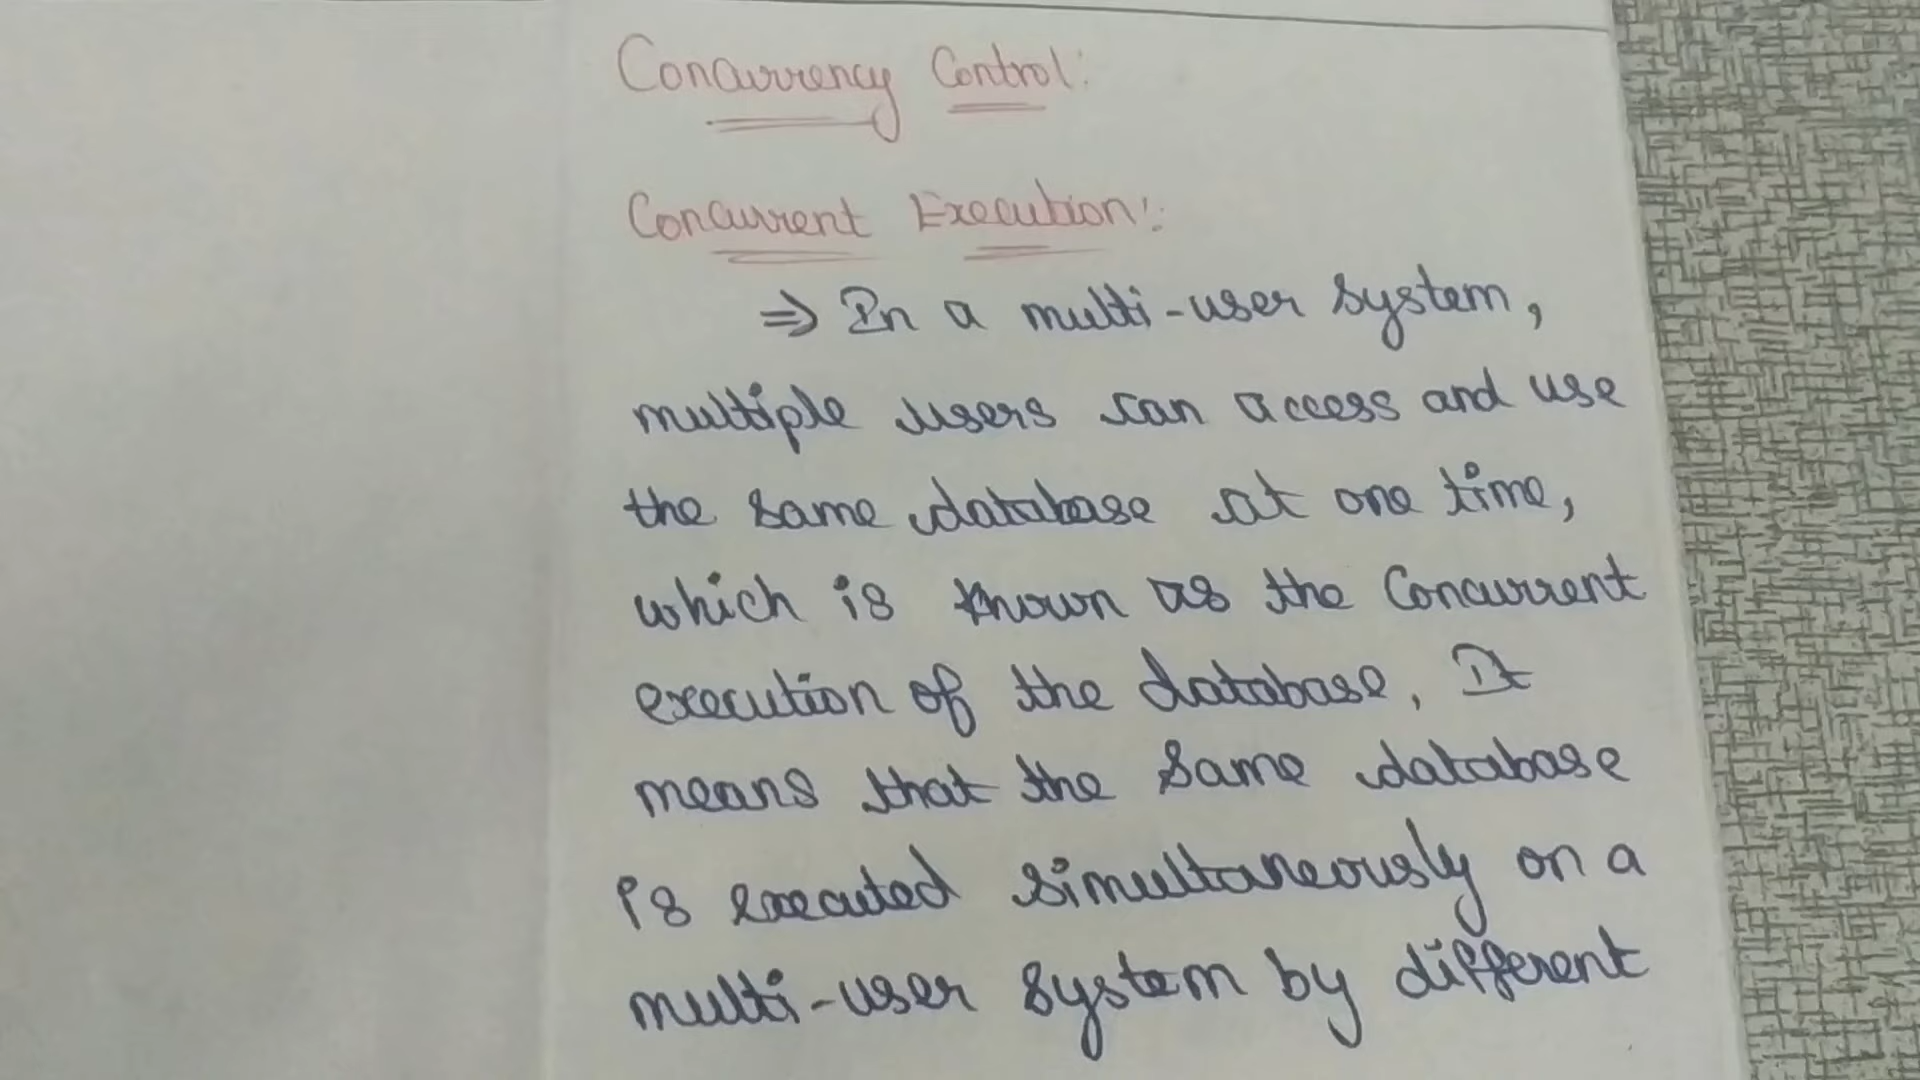 Concurrency Control:
Concurrent Execution:
⇒ In a multi-user system,
multiple users can access and use
the same database at one time,
which is known as the Concurrent
execution of the database, It
means that the same database
is executed simultaneously on a
multi-user system by different